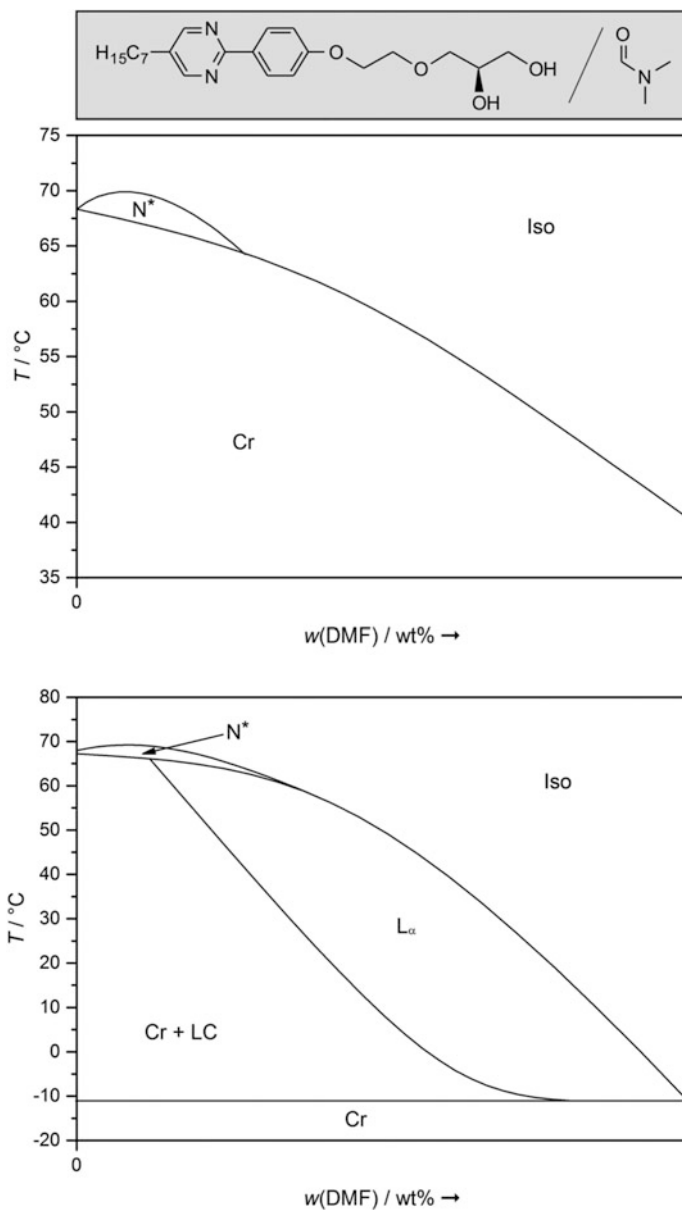 H₁₅C₇ N N O O OH OH O N
75
70
65
60
55
50
45
40
35
T / °C
N*
Iso
Cr
0
w(DMF) / wt% →
80
70
60
50
40
30
20
10
0
-10
-20
T / °C
N*
Iso
Lα
Cr + LC
Cr
0
w(DMF) / wt% →